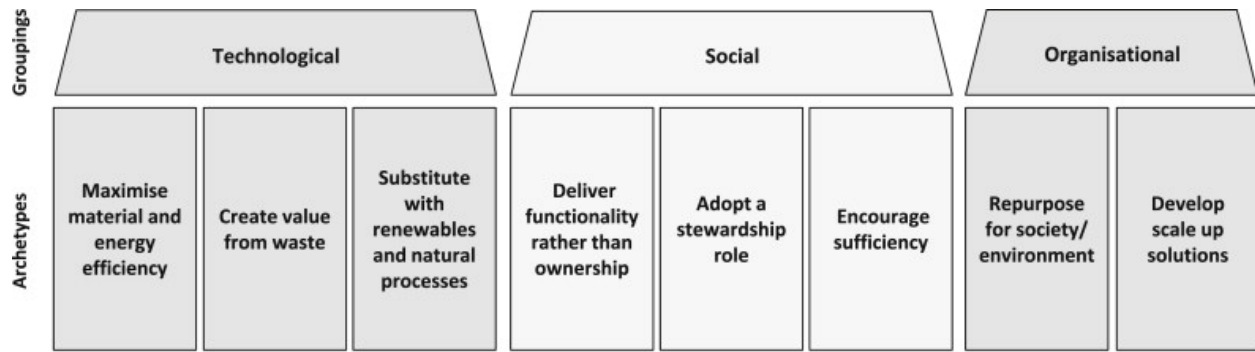 Groupings
Technological
Social
Organisational
Archetypes
Maximise
material and
energy
efficiency
Create value
from waste
Substitute
with
renewables
and natural
processes
Deliver
functionality
rather than
ownership
Adopt a
stewardship
role
Encourage
sufficiency
Repurpose
for society/
environment
Develop
scale up
solutions